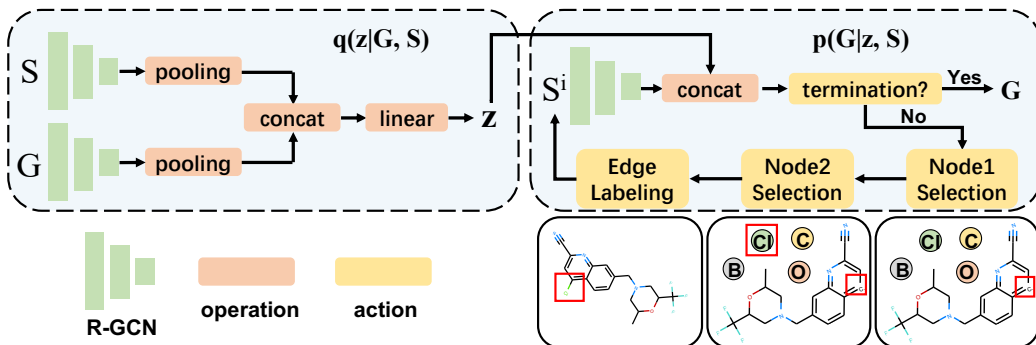 q(z|G, S)
S
pooling
concat
linear
z
G
pooling
p(G|z, S)
Sⁱ
concat
termination?
Yes
G
No
Edge
Labeling
Node2
Selection
Node1
Selection
R-GCN
operation
action
Cl
C
B
O
Cl
C
B
O